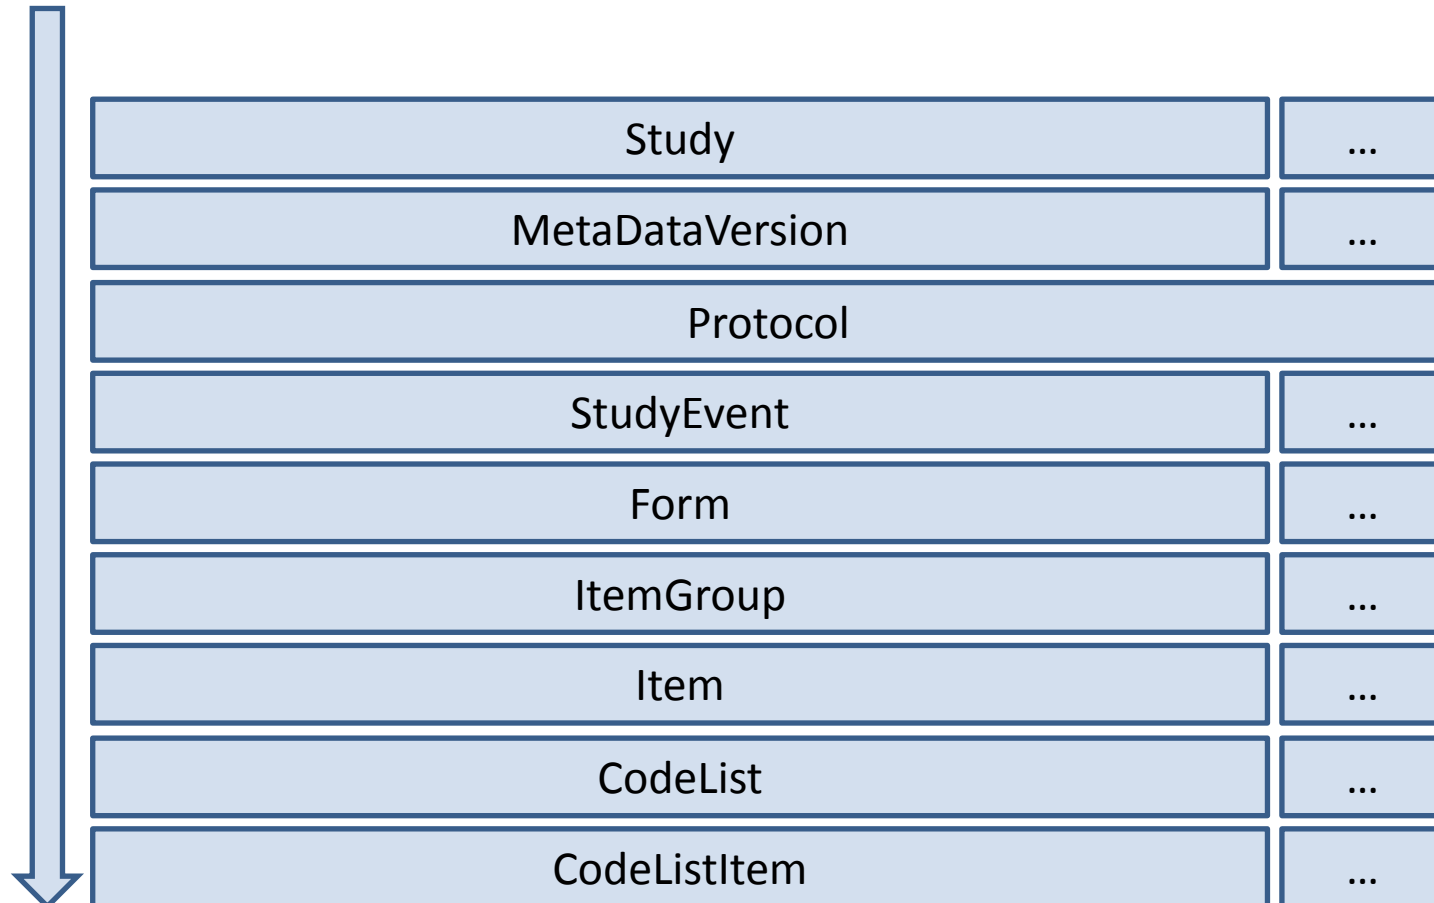 Study ...
MetaDataVersion ...
Protocol
StudyEvent ...
Form ...
ItemGroup ...
Item ...
CodeList ...
CodeListItem ...